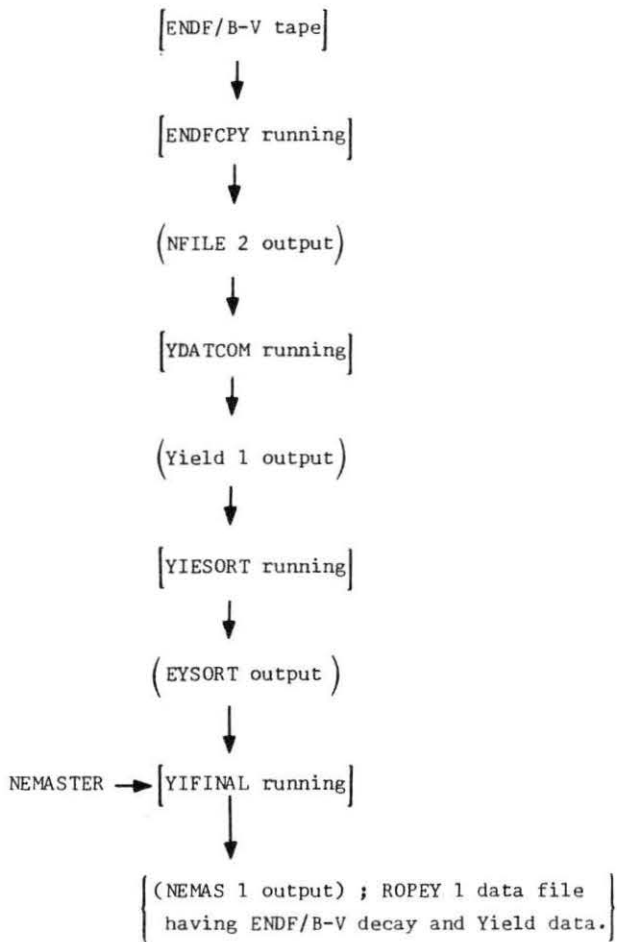 [ENDF/B-V tape]
[ENDFCPY running]
(NFILE 2 output)
[YDATCOM running]
(Yield 1 output)
[YIESORT running]
(EYSORT output )
NEMASTER → [YIFINAL running]
{(NEMAS 1 output) ; ROPEY 1 data file
having ENDF/B-V decay and Yield data.}